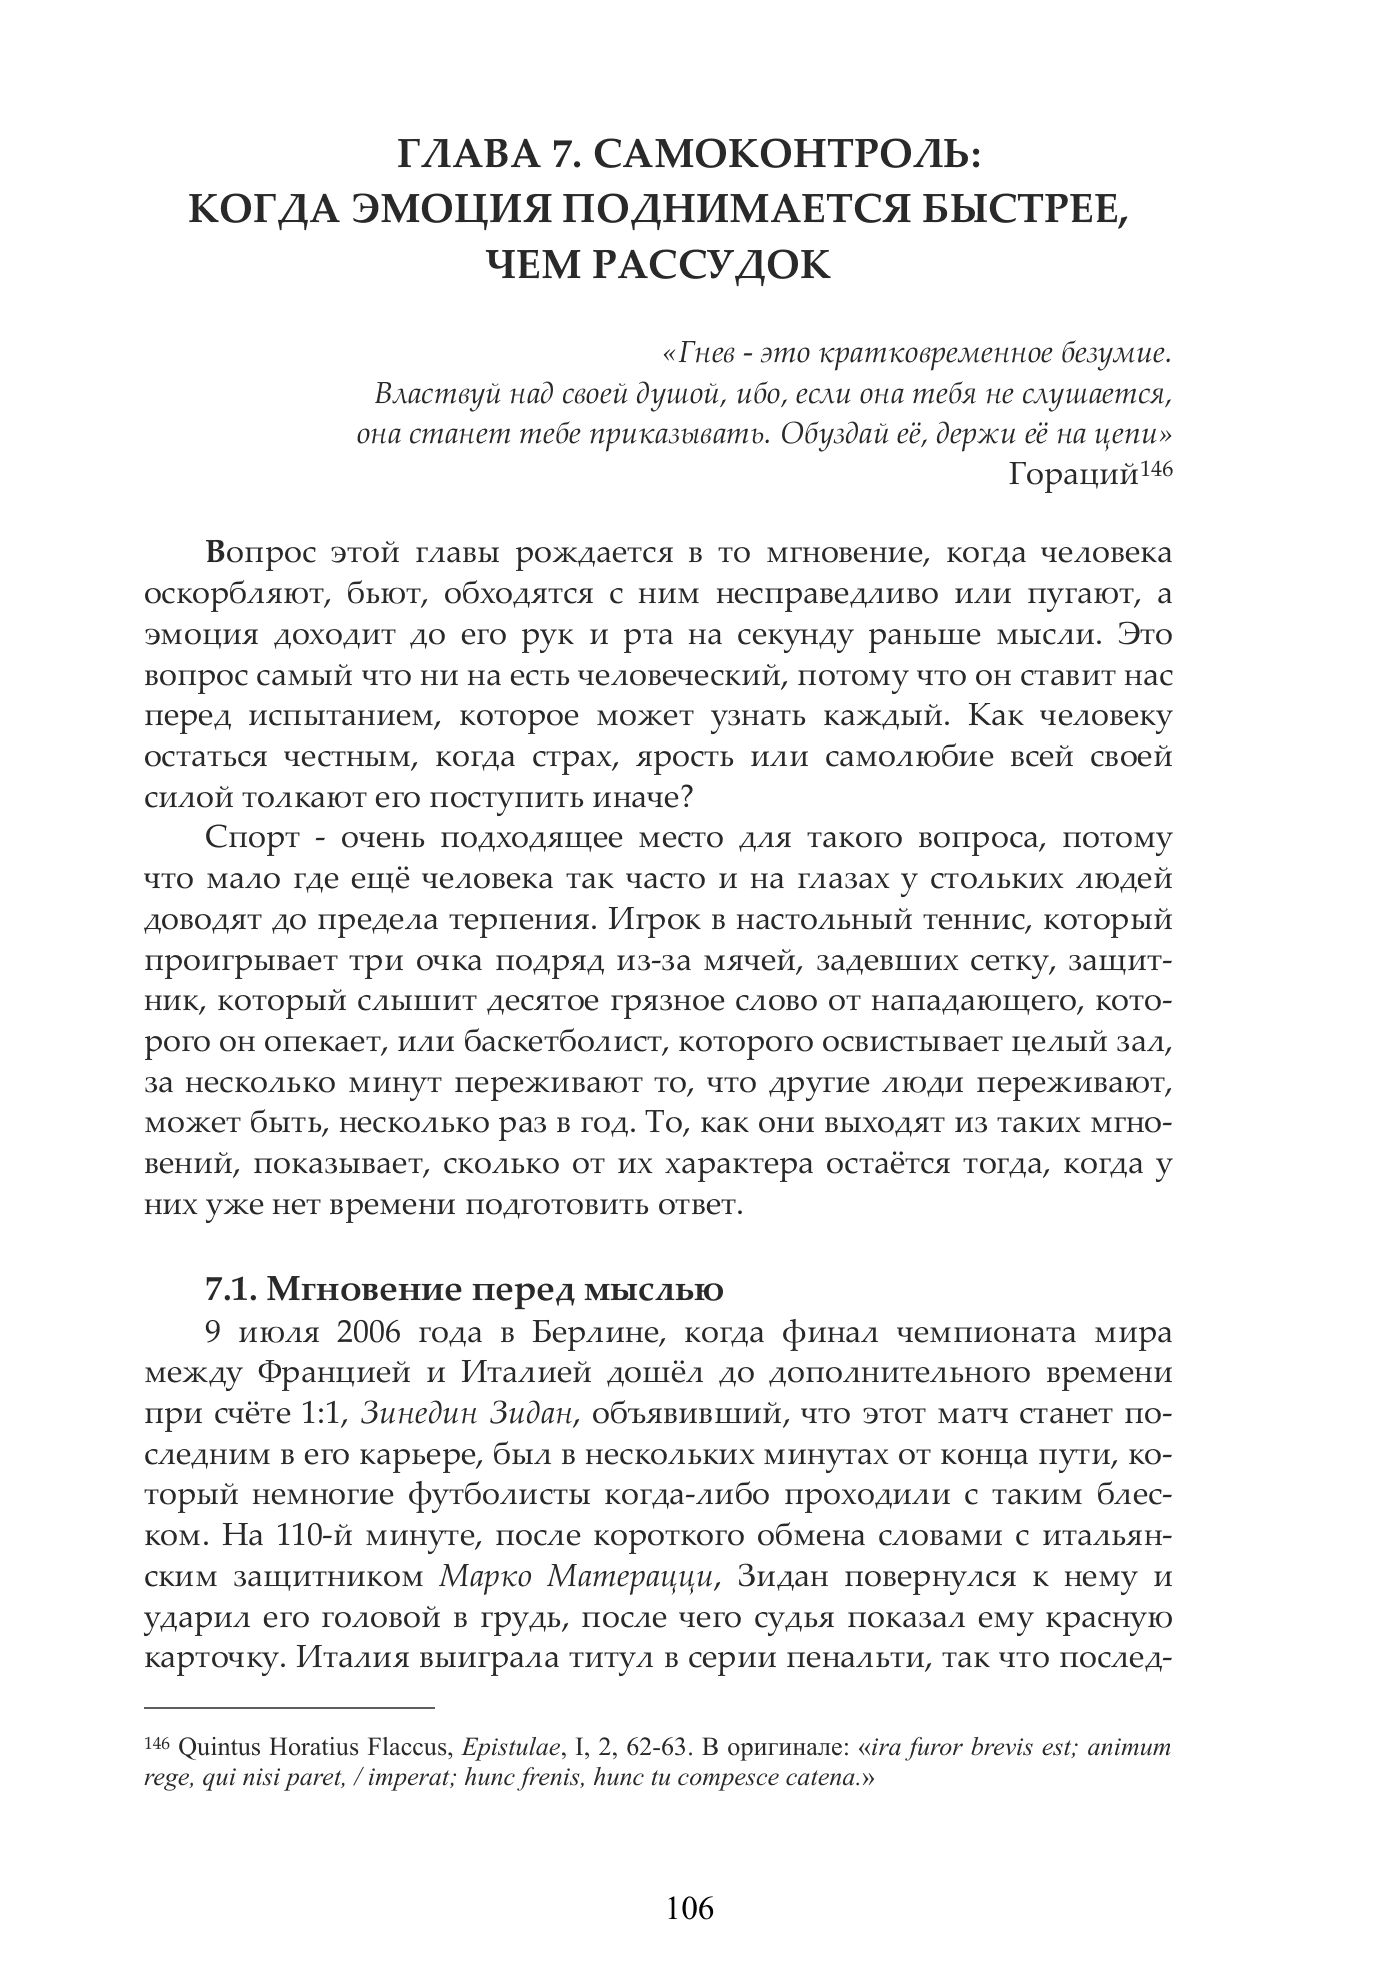 ГЛАВА 7. САМОКОНТРОЛЬ:
КОГДА ЭМОЦИЯ ПОДНИМАЕТСЯ БЫСТРЕЕ,
ЧЕМ РАССУДОК
«Гнев - это кратковременное безумие.
Властвуй над своей душой, ибо, если она тебя не слушается,
она станет тебе приказывать. Обуздай её, держи её на цепи»
Гораций146
Вопрос этой главы рождается в то мгновение, когда человека
оскорбляют, бьют, обходятся с ним несправедливо или пугают, а
эмоция доходит до его рук и рта на секунду раньше мысли. Это
вопрос самый что ни на есть человеческий, потому что он ставит нас
перед испытанием, которое может узнать каждый. Как человеку
остаться честным, когда страх, ярость или самолюбие всей своей
силой толкают его поступить иначе?
Спорт - очень подходящее место для такого вопроса, потому
что мало где ещё человека так часто и на глазах у стольких людей
доводят до предела терпения. Игрок в настольный теннис, который
проигрывает три очка подряд из-за мячей, задевших сетку, защит-
ник, который слышит десятое грязное слово от нападающего, кото-
рого он опекает, или баскетболист, которого освистывает целый зал,
за несколько минут переживают то, что другие люди переживают,
может быть, несколько раз в год. То, как они выходят из таких мгно-
вений, показывает, сколько от их характера остаётся тогда, когда у
них уже нет времени подготовить ответ.
7.1. Мгновение перед мыслью
9 июля 2006 года в Берлине, когда финал чемпионата мира
между Францией и Италией дошёл до дополнительного времени
при счёте 1:1, Зинедин Зидан, объявивший, что этот матч станет по-
следним в его карьере, был в нескольких минутах от конца пути, ко-
торый немногие футболисты когда-либо проходили с таким блес-
ком. На 110-й минуте, после короткого обмена словами с итальян-
ским защитником Марко Матерацци, Зидан повернулся к нему и
ударил его головой в грудь, после чего судья показал ему красную
карточку. Италия выиграла титул в серии пенальти, так что послед-
146 Quintus Horatius Flaccus, Epistulae, I, 2, 62-63. В оригинале: «ira furor brevis est; animum
rege, qui nisi paret, / imperat; hunc frenis, hunc tu compesce catena.»
106